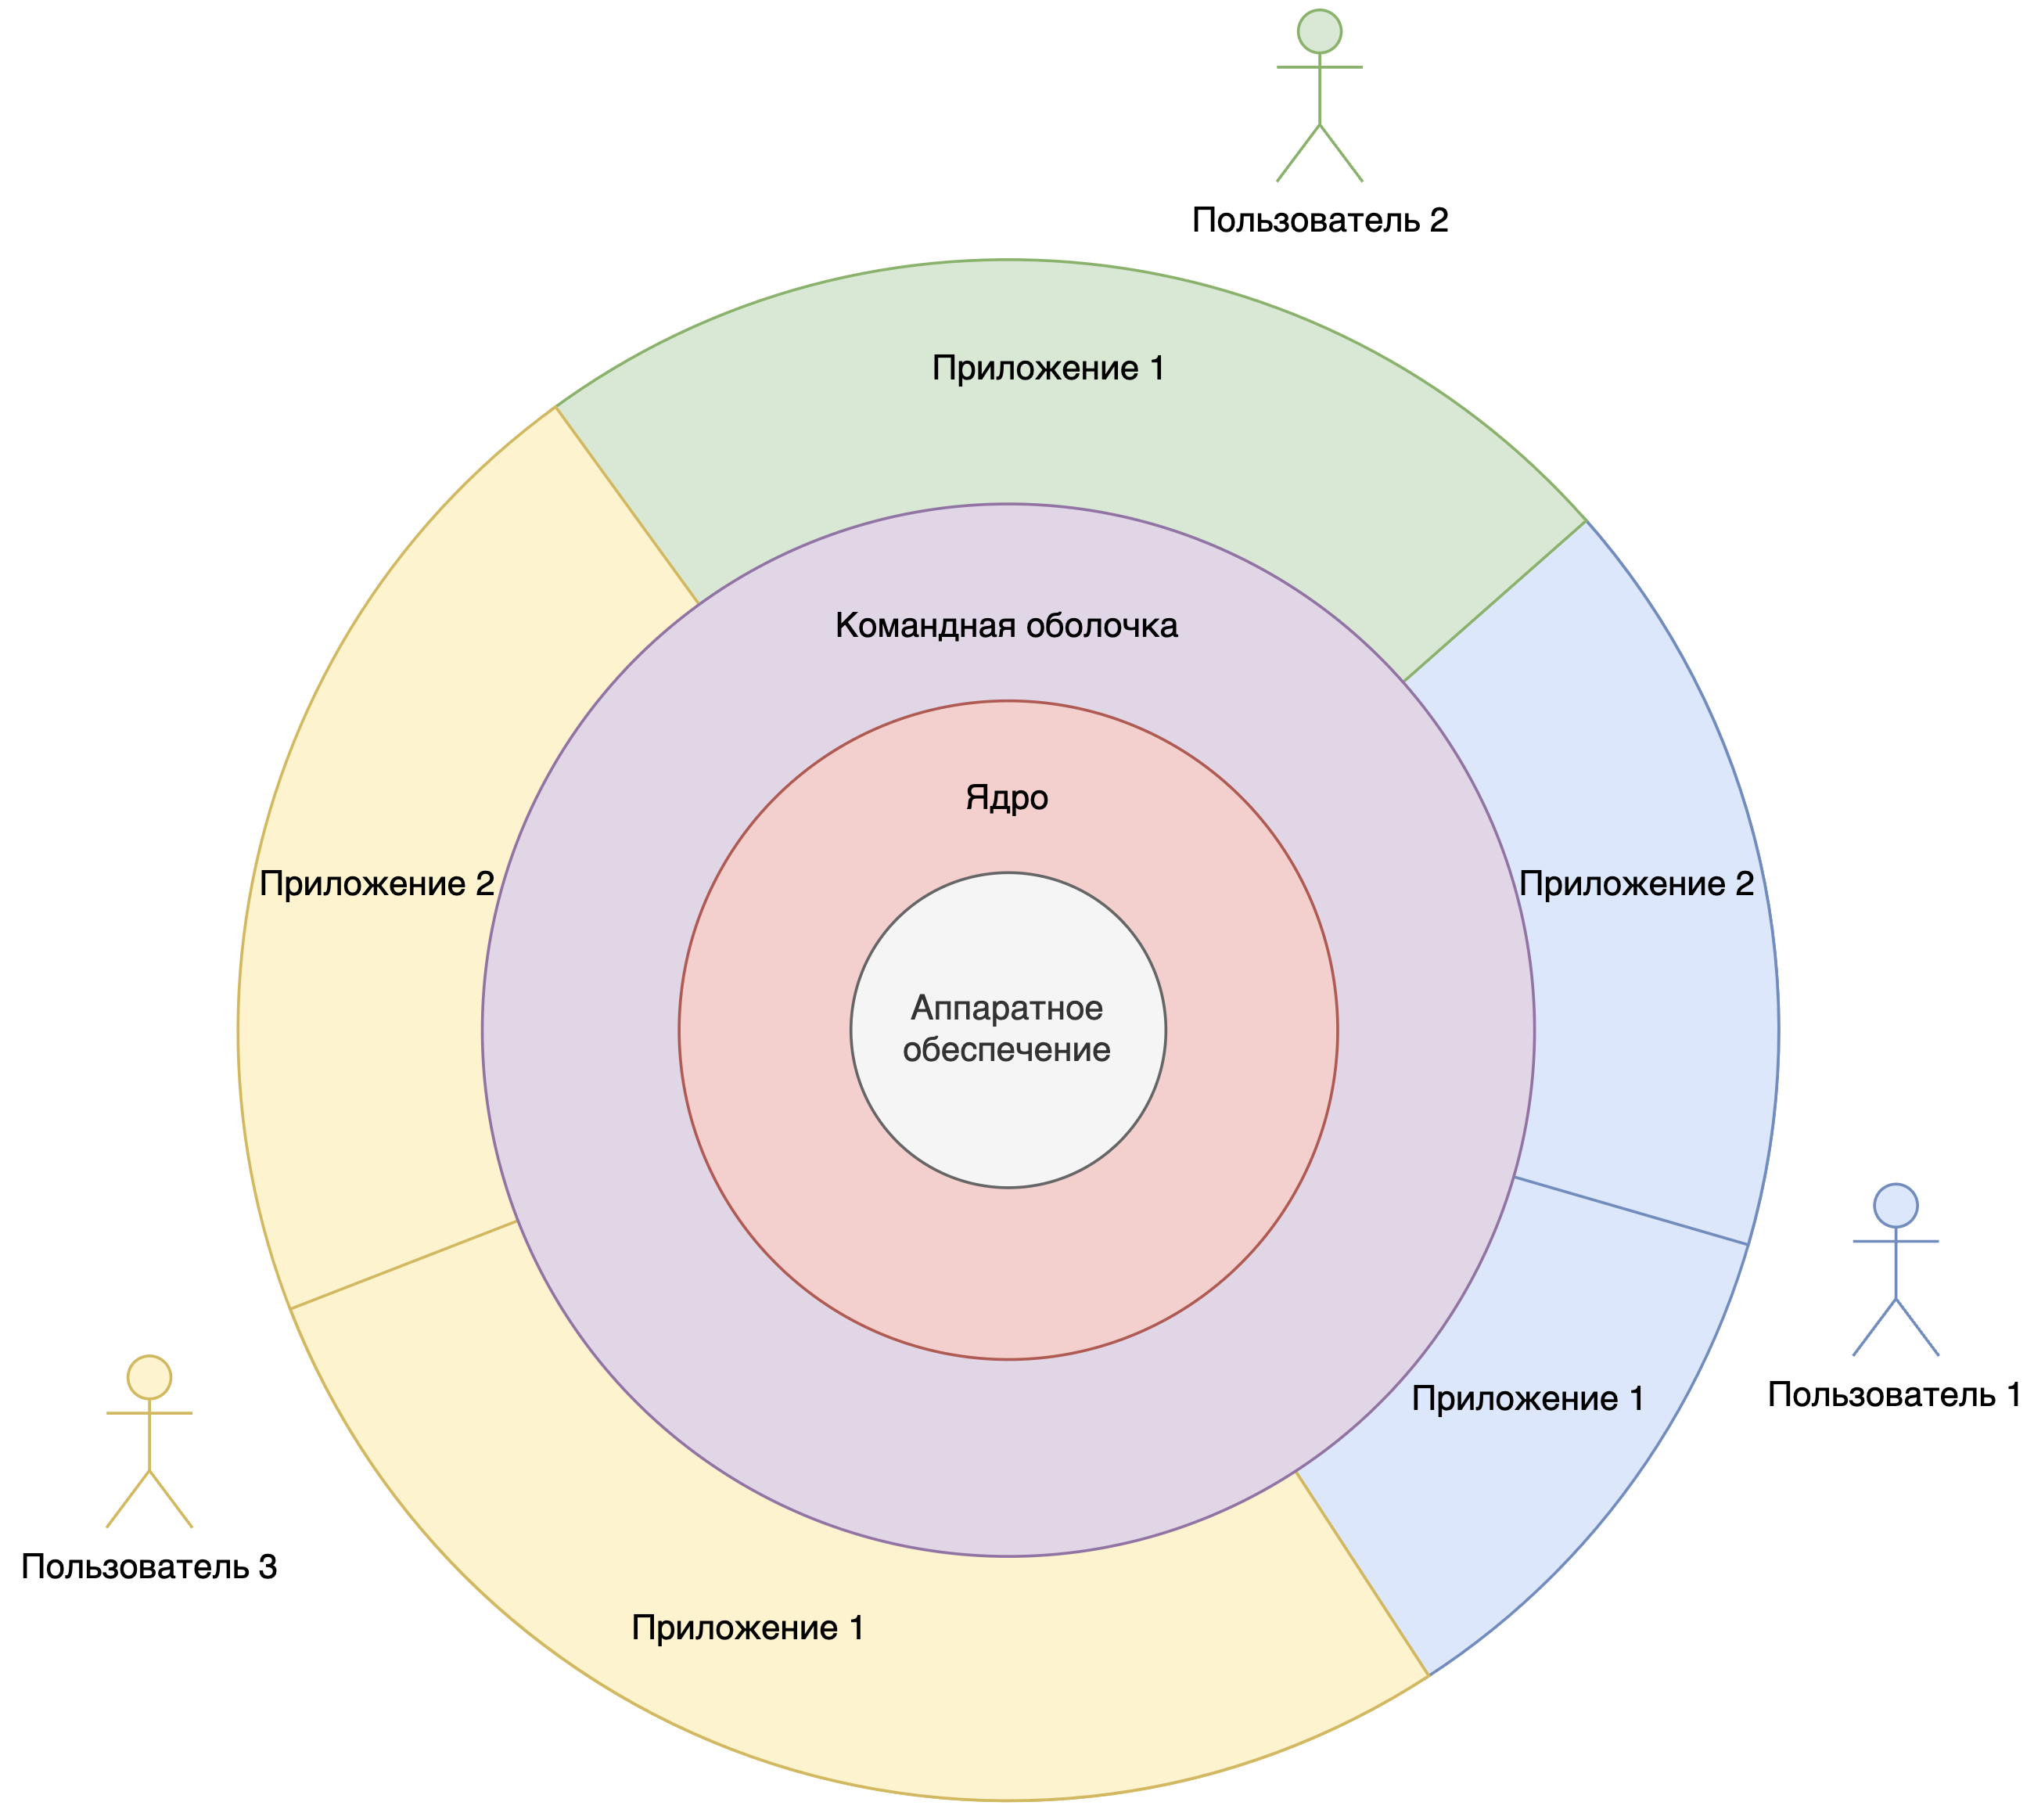 Пользователь 2
Приложение 1
Командная оболочка
Ядро
Приложение 2
Приложение 2
Аппаратное
обеспечение
Приложение 1
Пользователь 1
Пользователь 3
Приложение 1